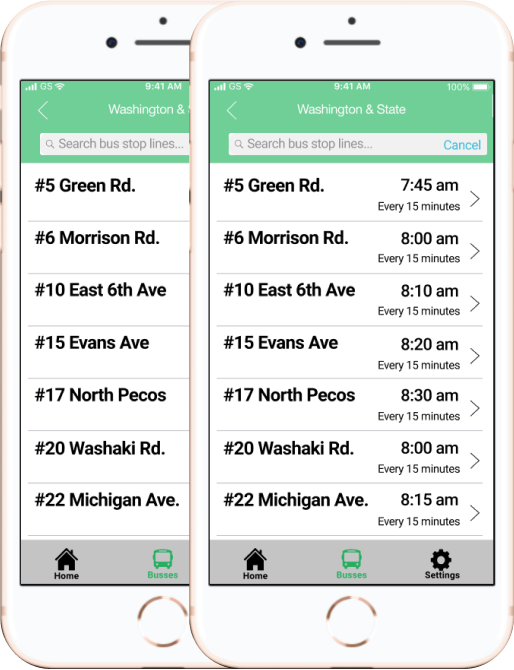 GS 9:41 AM
Washington &
Search bus stop lines...
#5 Green Rd.
#6 Morrison Rd.
#10 East 6th Ave
#15 Evans Ave
#17 North Pecos
#20 Washaki Rd.
#22 Michigan Ave.
Home Busses
GS 9:41 AM 100%
Washington & State
Search bus stop lines... Cancel
#5 Green Rd. 7:45 am
Every 15 minutes
#6 Morrison Rd. 8:00 am
Every 15 minutes
#10 East 6th Ave 8:10 am
Every 15 minutes
#15 Evans Ave 8:20 am
Every 15 minutes
#17 North Pecos 8:30 am
Every 15 minutes
#20 Washaki Rd. 8:00 am
Every 15 minutes
#22 Michigan Ave. 8:15 am
Every 15 minutes
Home Busses Settings